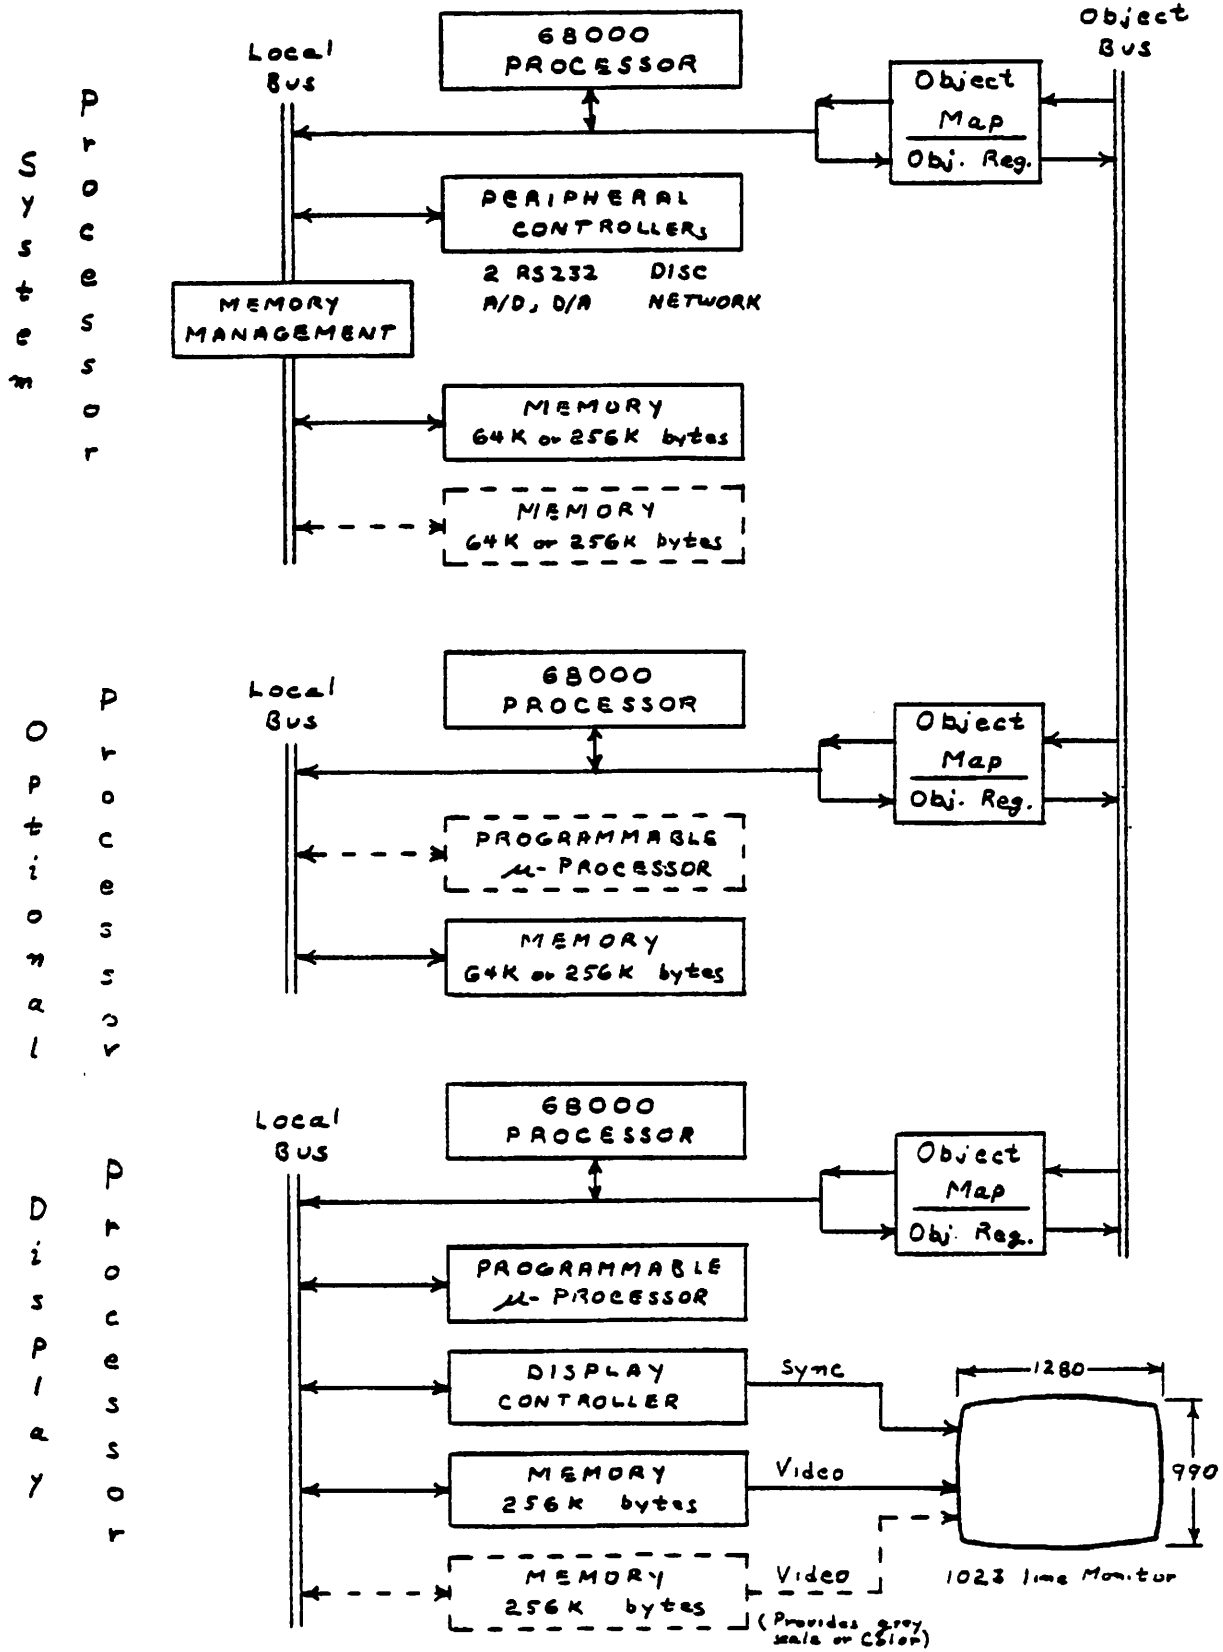 Object
Bus
Local
Bus
68000
PROCESSOR
Object
Map
Obj. Reg.
System
Processor
PERIPHERAL
CONTROLLERS
2 RS232 DISC
A/D, D/A NETWORK
MEMORY
MANAGEMENT
MEMORY
64K or 256K bytes
MEMORY
64K or 256K bytes
Local
Bus
68000
PROCESSOR
Object
Map
Obj. Reg.
Optional
Processor
PROGRAMMABLE
μ-PROCESSOR
MEMORY
64K or 256K bytes
Local
Bus
68000
PROCESSOR
Object
Map
Obj. Reg.
Display
Processor
PROGRAMMABLE
μ-PROCESSOR
DISPLAY
CONTROLLER
Sync
1280
990
MEMORY
256K bytes
Video
1023 line Monitor
MEMORY
256K bytes
Video
(Provides grey
scale or Color)